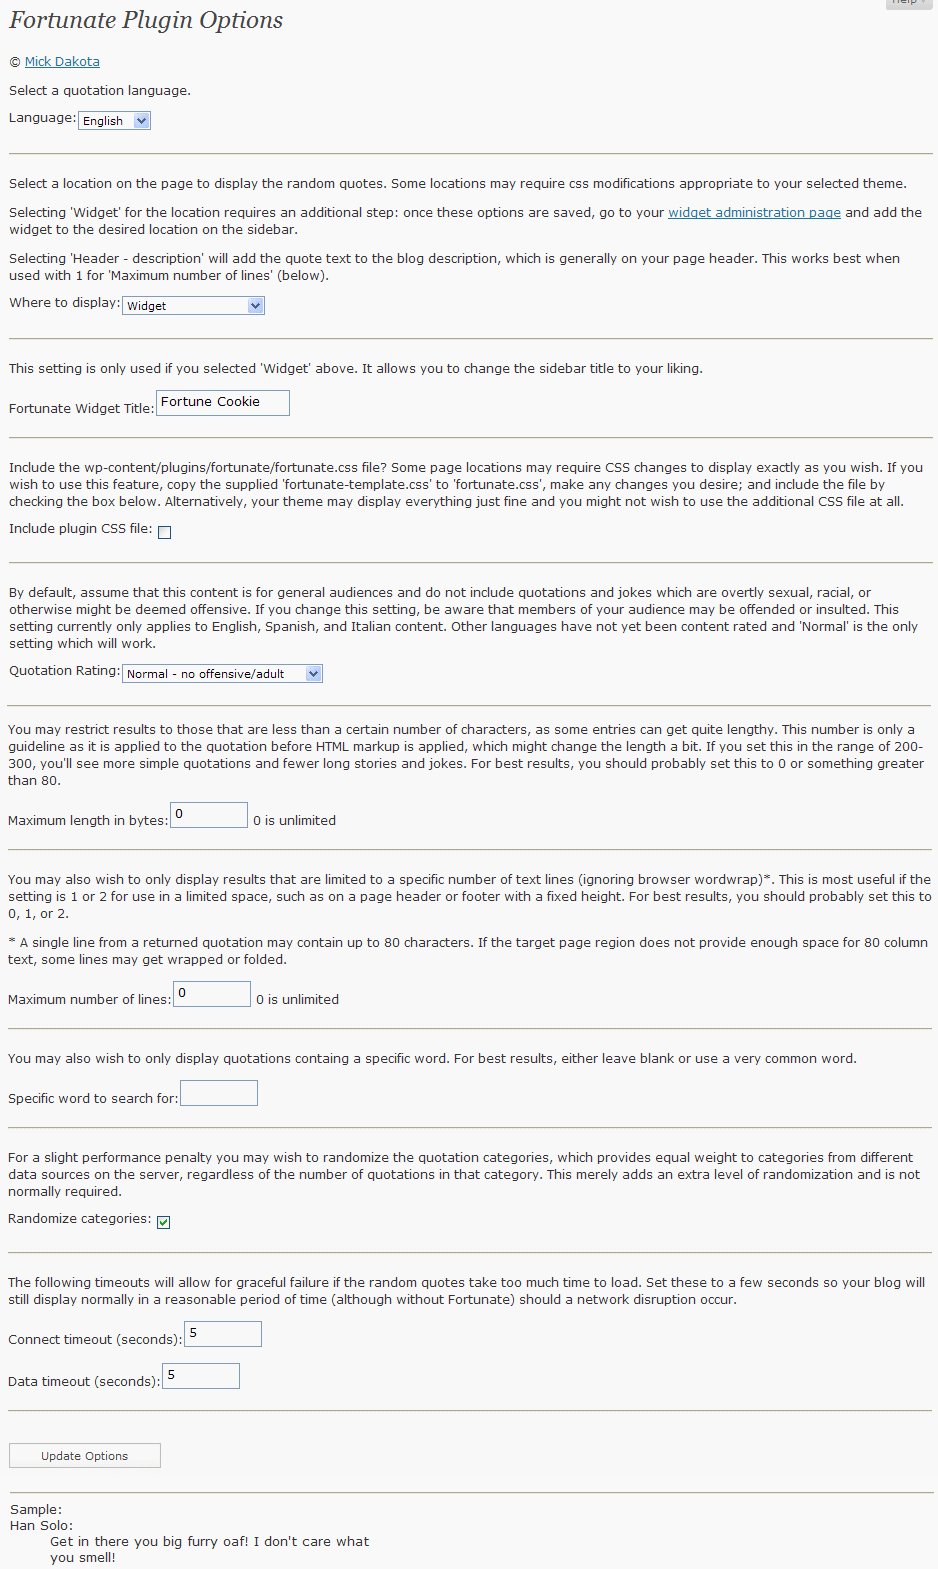 Help
Fortunate Plugin Options
© Mick Dakota
Select a quotation language.
Language: English
Select a location on the page to display the random quotes. Some locations may require css modifications appropriate to your selected theme.
Selecting 'Widget' for the location requires an additional step: once these options are saved, go to your widget administration page and add the
widget to the desired location on the sidebar.
Selecting 'Header - description' will add the quote text to the blog description, which is generally on your page header. This works best when
used with 1 for 'Maximum number of lines' (below).
Where to display: Widget
This setting is only used if you selected 'Widget' above. It allows you to change the sidebar title to your liking.
Fortunate Widget Title: Fortune Cookie
Include the wp-content/plugins/fortunate/fortunate.css file? Some page locations may require CSS changes to display exactly as you wish. If you
wish to use this feature, copy the supplied 'fortunate-template.css' to 'fortunate.css', make any changes you desire; and include the file by
checking the box below. Alternatively, your theme may display everything just fine and you might not wish to use the additional CSS file at all.
Include plugin CSS file:
By default, assume that this content is for general audiences and do not include quotations and jokes which are overtly sexual, racial, or
otherwise might be deemed offensive. If you change this setting, be aware that members of your audience may be offended or insulted. This
setting currently only applies to English, Spanish, and Italian content. Other languages have not yet been content rated and 'Normal' is the only
setting which will work.
Quotation Rating: Normal - no offensive/adult
You may restrict results to those that are less than a certain number of characters, as some entries can get quite lengthy. This number is only a
guideline as it is applied to the quotation before HTML markup is applied, which might change the length a bit. If you set this in the range of 200-
300, you'll see more simple quotations and fewer long stories and jokes. For best results, you should probably set this to 0 or something greater
than 80.
Maximum length in bytes: 0 0 is unlimited
You may also wish to only display results that are limited to a specific number of text lines (ignoring browser wordwrap)*. This is most useful if the
setting is 1 or 2 for use in a limited space, such as on a page header or footer with a fixed height. For best results, you should probably set this to
0, 1, or 2.
* A single line from a returned quotation may contain up to 80 characters. If the target page region does not provide enough space for 80 column
text, some lines may get wrapped or folded.
Maximum number of lines: 0 0 is unlimited
You may also wish to only display quotations containg a specific word. For best results, either leave blank or use a very common word.
Specific word to search for:
For a slight performance penalty you may wish to randomize the quotation categories, which provides equal weight to categories from different
data sources on the server, regardless of the number of quotations in that category. This merely adds an extra level of randomization and is not
normally required.
Randomize categories:
The following timeouts will allow for graceful failure if the random quotes take too much time to load. Set these to a few seconds so your blog will
still display normally in a reasonable period of time (although without Fortunate) should a network disruption occur.
Connect timeout (seconds): 5
Data timeout (seconds): 5
Update Options
Sample:
Han Solo:
Get in there you big furry oaf! I don't care what
you smell!